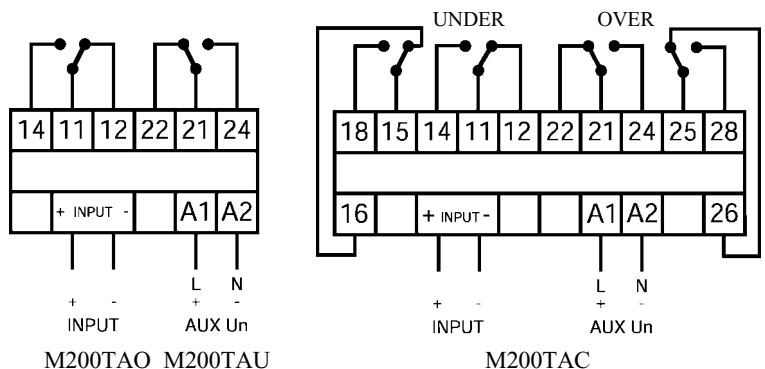 UNDER OVER
14 11 12 22 21 24
+ INPUT - A1 A2
L N
+ - + -
INPUT AUX Un
M200TAO M200TAU
18 15 14 11 12 22 21 24 25 28
16 + INPUT - A1 A2 26
L N
+ - + -
INPUT AUX Un
M200TAC